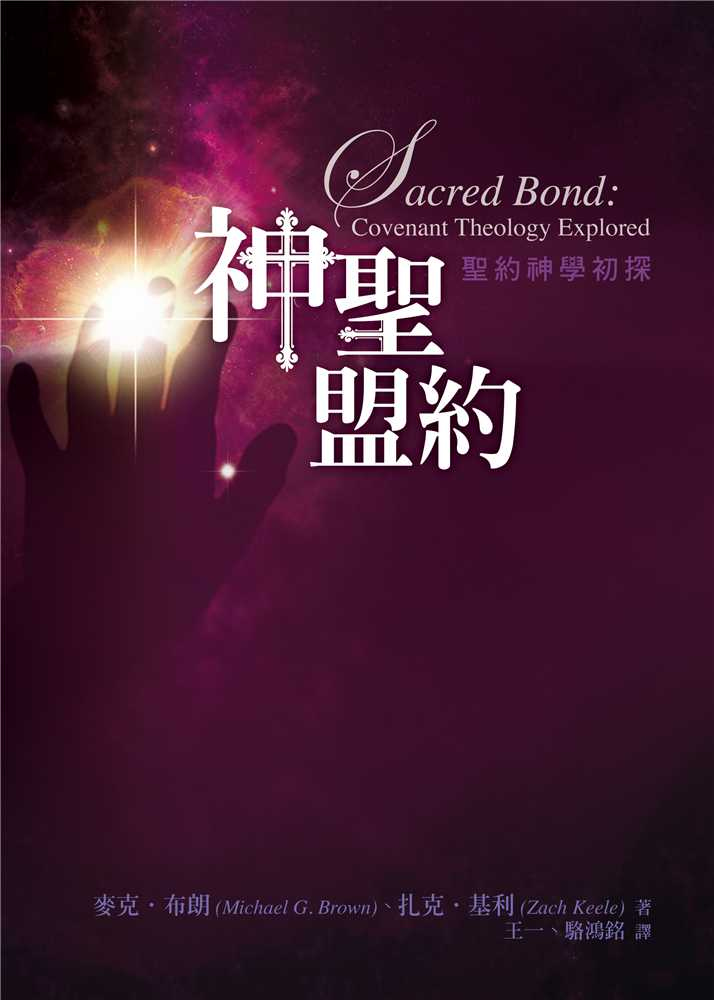 Sacred Bond:
Covenant Theology Explored
聖約神學初探
神聖
盟約
麥克・布朗 (Michael G. Brown)、扎克・基利 (Zach Keele) 著
王一、駱鴻銘 譯